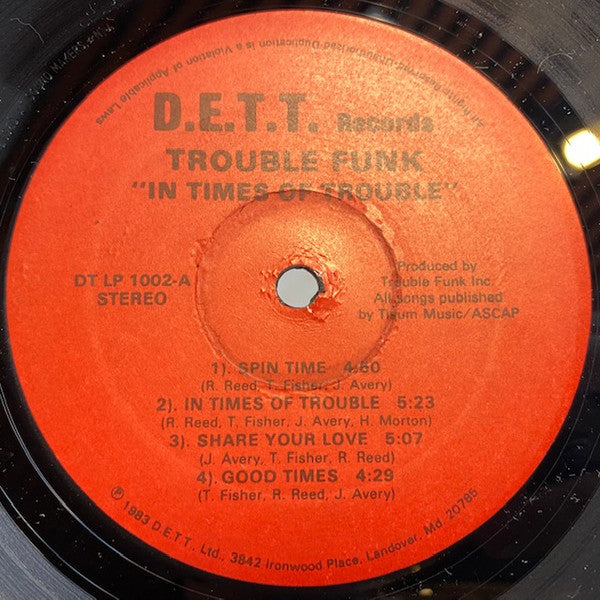 All Rights Reserved-Unauthorized Duplication is a Violation of Applicable Laws
D.E.T.T. Records
TROUBLE FUNK
"IN TIMES OF TROUBLE"
DT LP 1002-A
STEREO
Produced by
Trouble Funk Inc.
All songs published
by Tisum Music/ASCAP
1). SPIN TIME 4:50
(R. Reed, T. Fisher, J. Avery)
2). IN TIMES OF TROUBLE 5:23
(R. Reed, T. Fisher, J. Avery, H. Morton)
3). SHARE YOUR LOVE 5:07
(J. Avery, T. Fisher, R. Reed)
4). GOOD TIMES 4:29
(T. Fisher, R. Reed, J. Avery)
℗ 1983 D.E.T.T. Ltd., 3842 Ironwood Place, Landover, Md. 20785